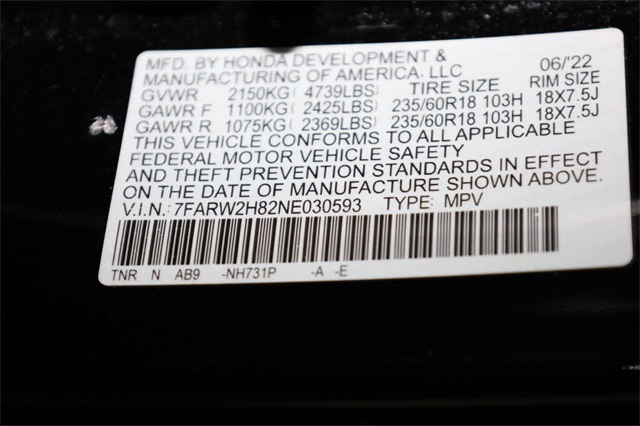 MFD. BY HONDA DEVELOPMENT & 06/'22
MANUFACTURING OF AMERICA, LLC
GVWR 2150KG( 4739LBS) TIRE SIZE RIM SIZE
GAWR F 1100KG( 2425LBS) 235/60R18 103H 18X7.5J
GAWR R 1075KG( 2369LBS) 235/60R18 103H 18X7.5J
THIS VEHICLE CONFORMS TO ALL APPLICABLE
FEDERAL MOTOR VEHICLE SAFETY
AND THEFT PREVENTION STANDARDS IN EFFECT
ON THE DATE OF MANUFACTURE SHOWN ABOVE.
V.I.N.: 7FARW2H82NE030593 TYPE: MPV
TNR N AB9 -NH731P -A -E